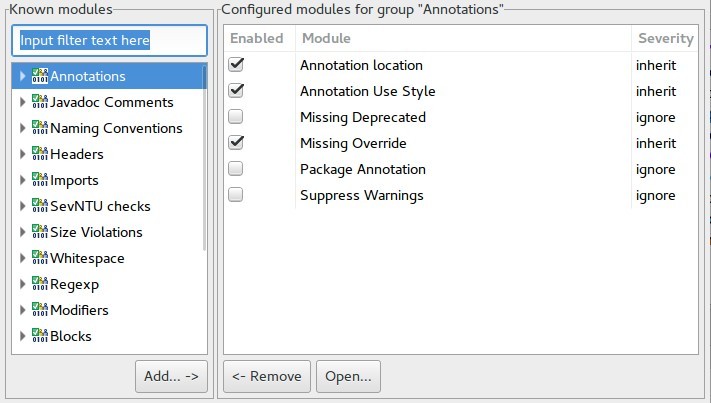 Known modules
Input filter text here
Annotations
Javadoc Comments
Naming Conventions
Headers
Imports
SevNTU checks
Size Violations
Whitespace
Regexp
Modifiers
Blocks
Add... ->
Configured modules for group "Annotations"
Enabled Module Severity
Annotation location inherit
Annotation Use Style inherit
Missing Deprecated ignore
Missing Override inherit
Package Annotation ignore
Suppress Warnings ignore
<- Remove Open...